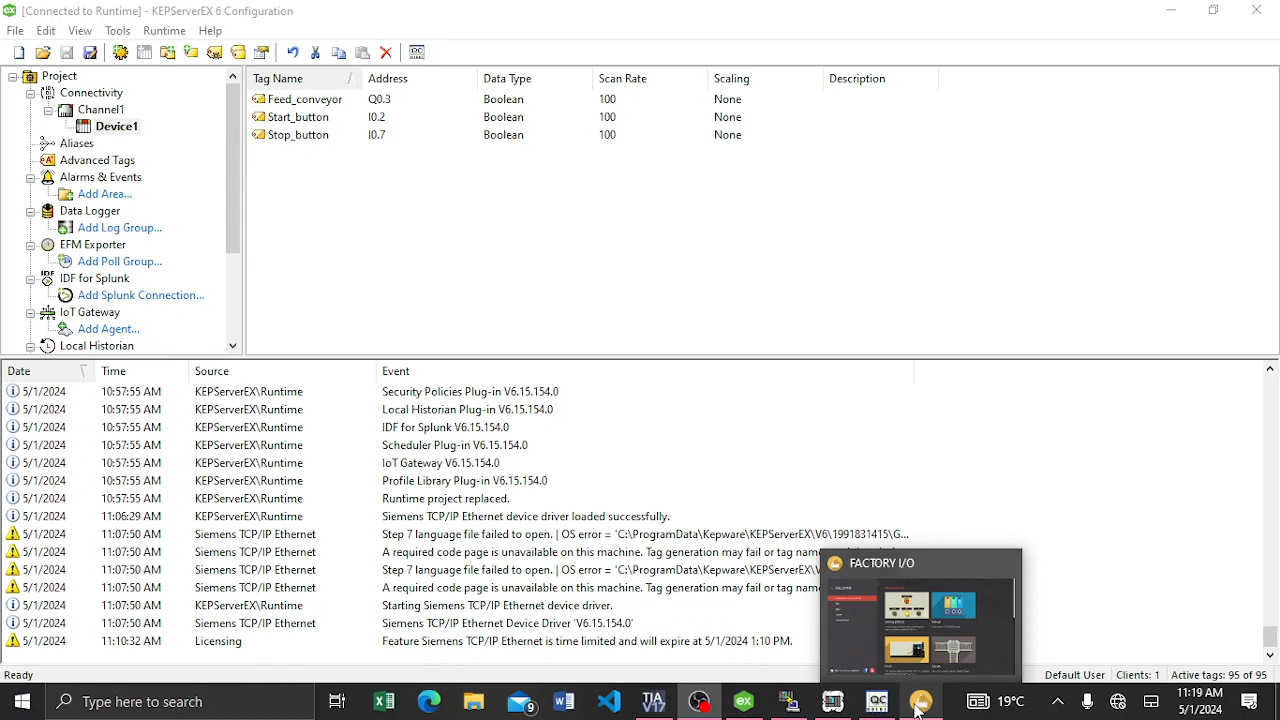 [Connected to Runtime] - KEPServerEX 6 Configuration
File Edit View Tools Runtime Help
Project
Connectivity
Channel1
Device1
Aliases
Advanced Tags
Alarms & Events
Add Area...
Data Logger
Add Log Group...
EFM Exporter
Add Poll Group...
IDF for Splunk
Add Splunk Connection...
IoT Gateway
Add Agent...
Local Historian
Tag Name Address Data Type Scan Rate Scaling Description
Feed_conveyor Q0.3 Boolean 100 None
Start_button I0.2 Boolean 100 None
Stop_button I0.7 Boolean 100 None
Date Time Source Event
5/1/2024 10:57:55 AM KEPServerEX\Runtime Security Policies Plug-in V6.15.154.0
5/1/2024 10:57:55 AM KEPServerEX\Runtime Local Historian Plug-in V6.15.154.0
5/1/2024 10:57:55 AM KEPServerEX\Runtime IDF for Splunk V6.15.154.0
5/1/2024 10:57:55 AM KEPServerEX\Runtime Scheduler Plug-in V6.15.154.0
5/1/2024 10:57:55 AM KEPServerEX\Runtime IoT Gateway V6.15.154.0
5/1/2024 10:57:55 AM KEPServerEX\Runtime Profile Library Plug-in V6.15.154.0
5/1/2024 10:57:55 AM KEPServerEX\Runtime Runtime project replaced.
5/1/2024 11:06:29 AM KEPServerEX\Runtime Siemens TCP/IP Ethernet device driver loaded successfully.
5/1/2024 11:07:50 AM Siemens TCP/IP Ethernet Step 7 language file failed to open. | OS error = 'C:\ProgramData\Kepware\KEPServerEX\V6\1991831415\G...
5/1/2024 11:07:50 AM Siemens TCP/IP Ethernet A required code page is unavailable on this machine. Tag generation may fail or tag
5/1/2024 11:07:50 AM Siemens TCP/IP Ethernet Step 7 language file failed to open. | OS error = 'C:\ProgramData\Kepware\KEPServerEX\V
5/1/2024 11:07:50 AM Siemens TCP/IP Ethernet A required code page is unavailable on this machine. Tag generation may fail or tag
5/1/2024 KEPServerEX\Runtime Siemens TCP/IP Ethernet device driver.
5/1/2024 Siemens TCP/IP Ethernet Siemens TCP/IP Ethernet Device Driver V6.15.154.0
5/1/2024 11:10:32 AM Siemens TCP/IP Ethernet is time limited and will expire at 5/1/2024 1:10 PM.
FACTORY I/O
Default User Clients: 1 Active tags: 99 of 99
Type here to search 9 TIA V17 ex QC 19°C 11:19 AM
5/1/2024